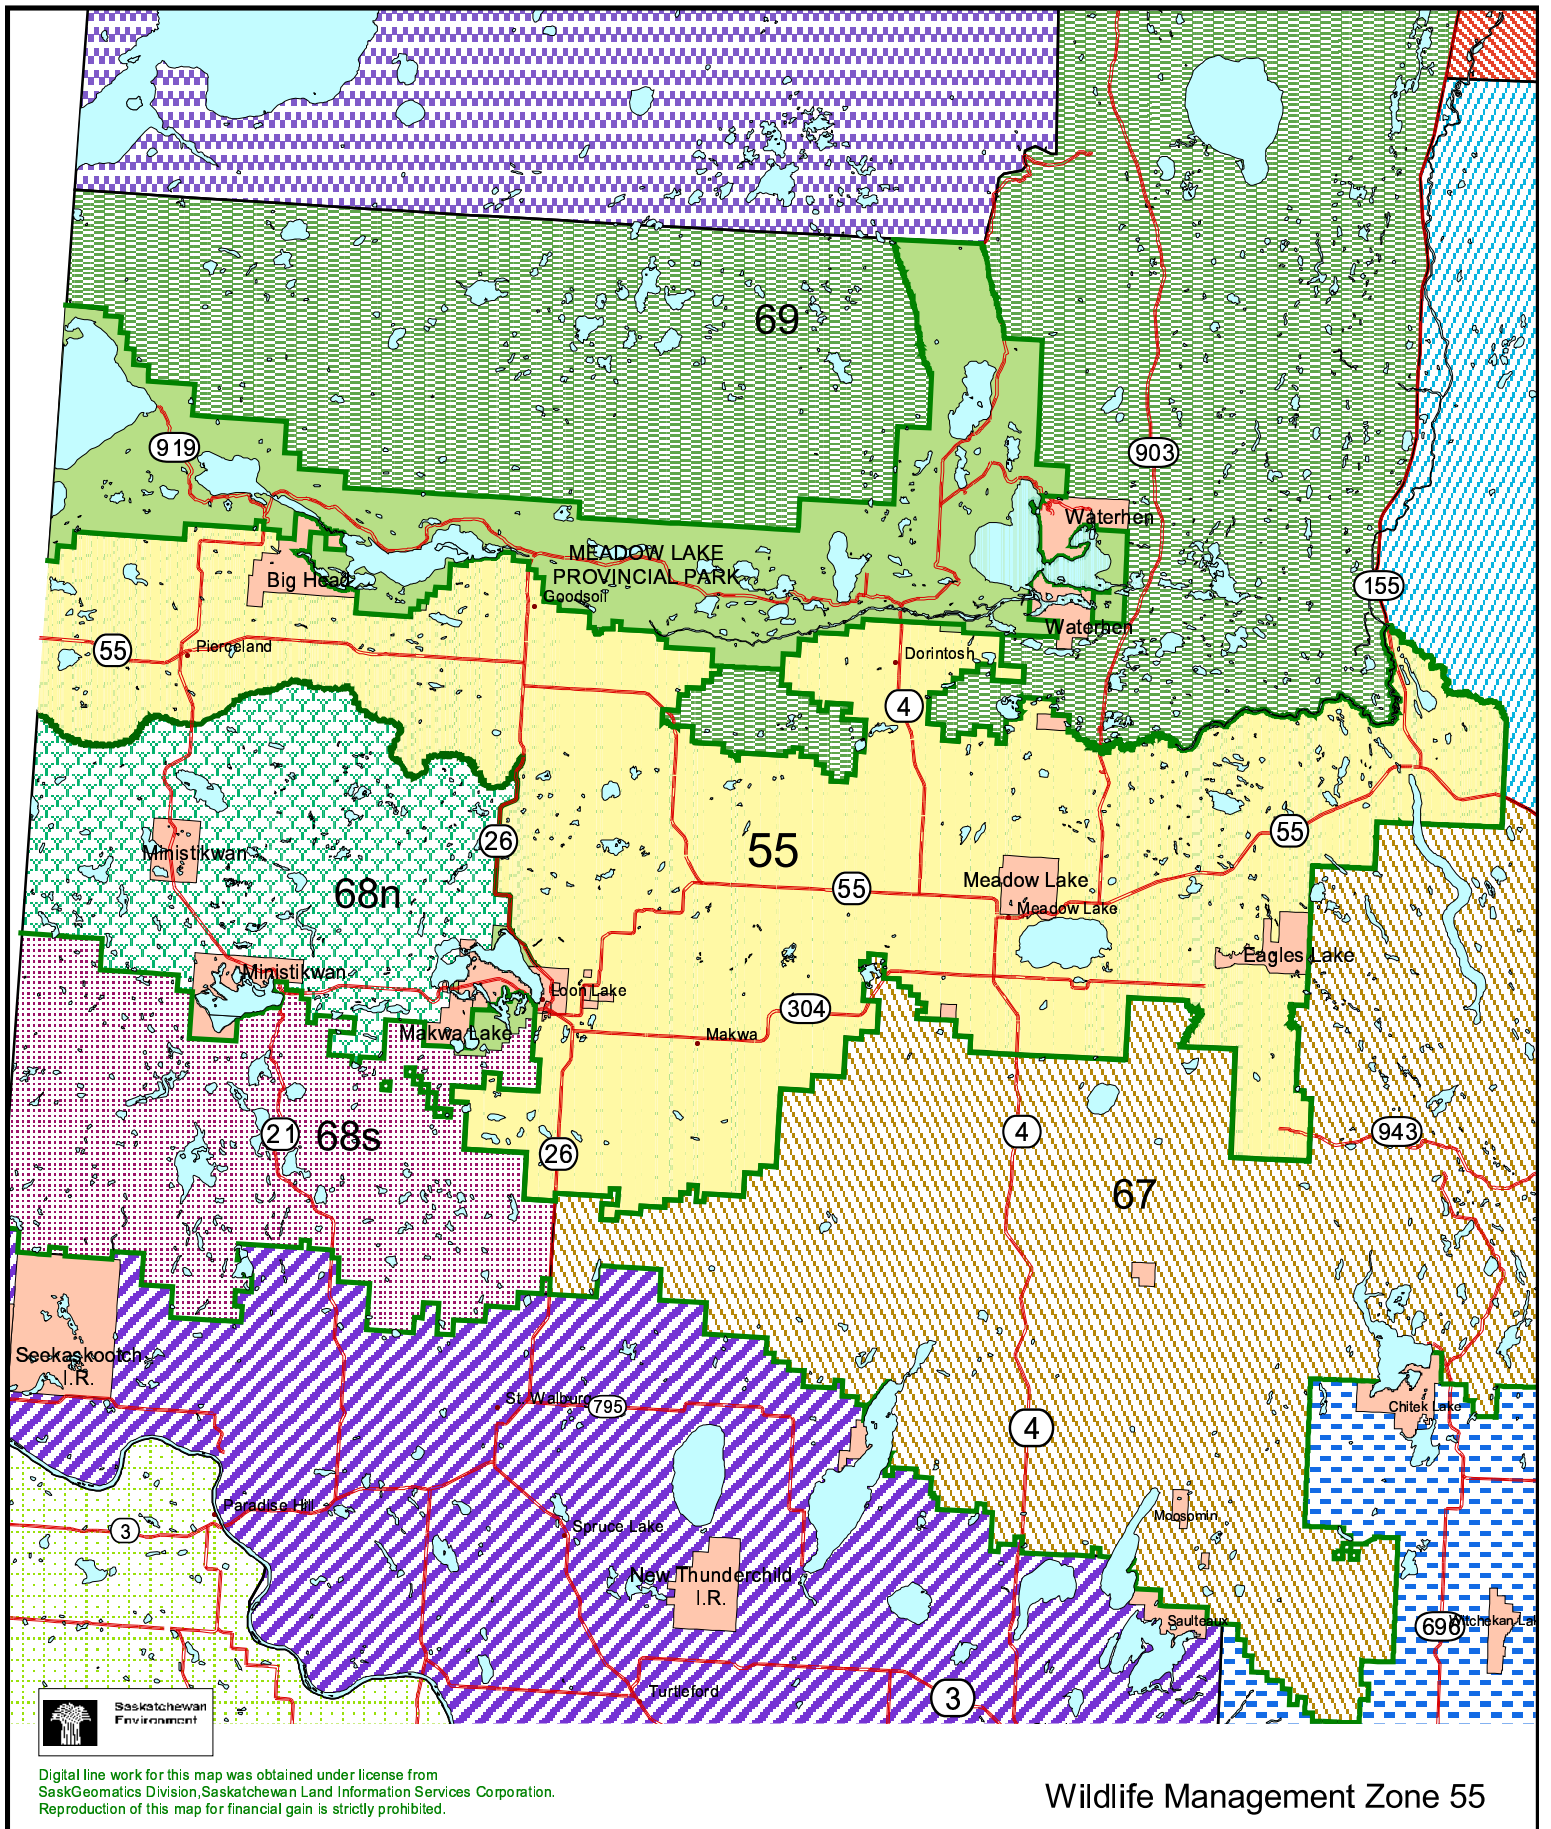 69
919
903
Waterhen
MEADOW LAKE
PROVINCIAL PARK
Big Head
155
Goodsoil
Waterhen
55
Pierceland
Dorintosh
4
26
55
55
Ministikwan
68n
55
Meadow Lake
Meadow Lake
Eagles Lake
Ministikwan
Loon Lake
304
Makwa Lake
Makwa
21
68s
4
943
26
67
Seekaskootch
I.R.
St. Walburg
795
Chitek Lake
4
Paradise Hill
3
Spruce Lake
Moosomin
New Thunderchild
I.R.
Saulteaux
696
Witchekan Lak
Turtleford
3
Saskatchewan
Environment
Digital line work for this map was obtained under license from
SaskGeomatics Division,Saskatchewan Land Information Services Corporation.
Reproduction of this map for financial gain is strictly prohibited.
Wildlife Management Zone 55